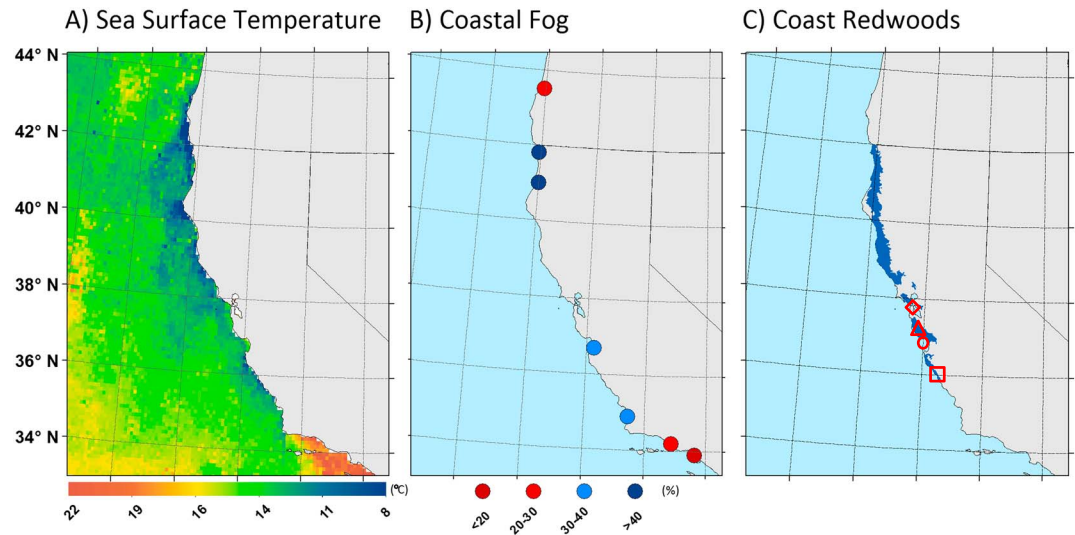 A) Sea Surface Temperature
B) Coastal Fog
C) Coast Redwoods
44° N
42° N
40° N
38° N
36° N
34° N
22 19 16 14 11 8 (°C)
<20 20-30 30-40 >40 (%)